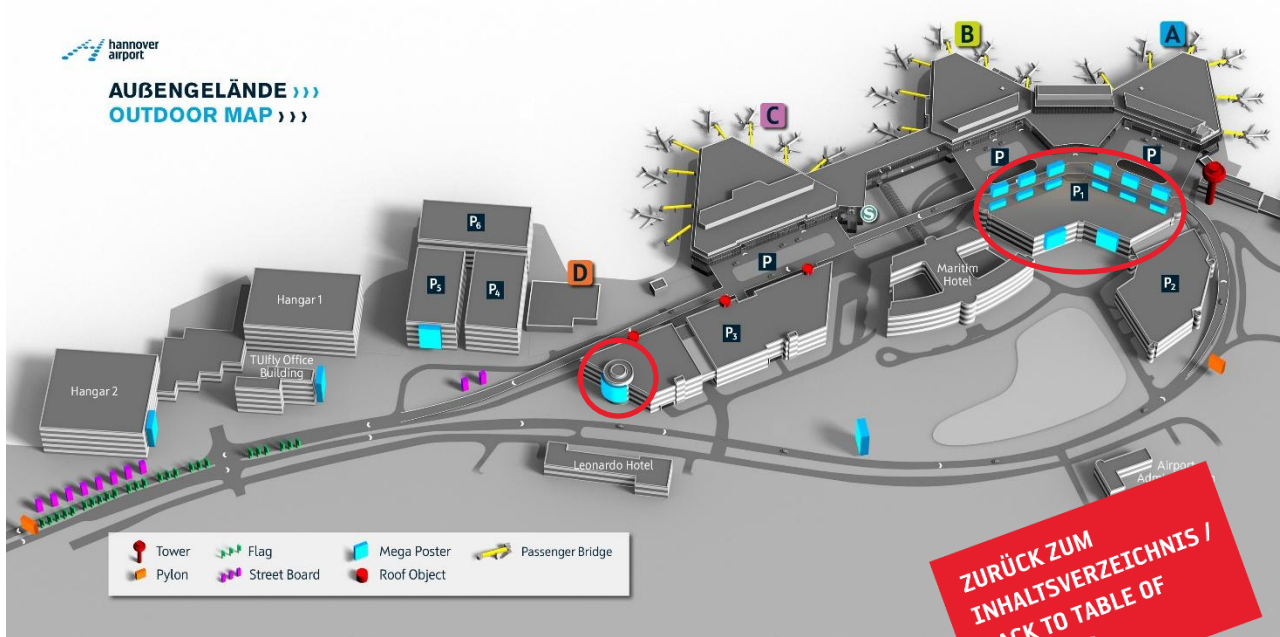 hannover
airport
AUẞENGELÄNDE
OUTDOOR MAP
B
A
C
P
P
P1
S
P6
Maritim
Hotel
P2
D
P
P5
P4
Hangar 1
P3
TUIfly Office
Building
Hangar 2
Leonardo Hotel
Airport
Tower
Flag
Mega Poster
Passenger Bridge
Pylon
Street Board
Roof Object
ZURÜCK ZUM
INHALTSVERZEICHNIS /
TO TABLE OF